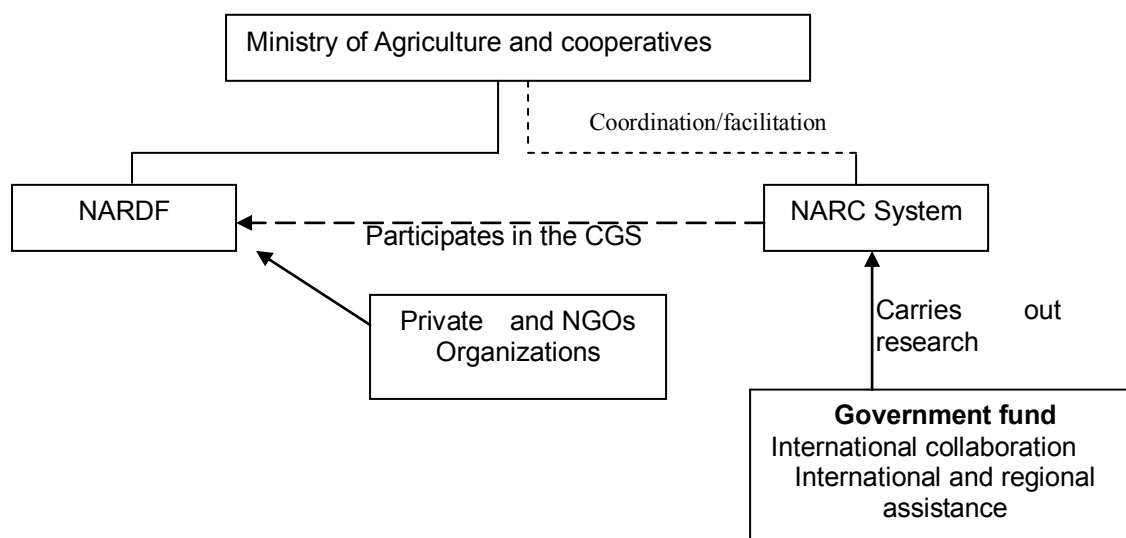 Ministry of Agriculture and cooperatives
Coordination/facilitation
NARDF
NARC System
Participates in the CGS
Private and NGOs
Organizations
Carries out
research
Government fund
International collaboration
International and regional
assistance